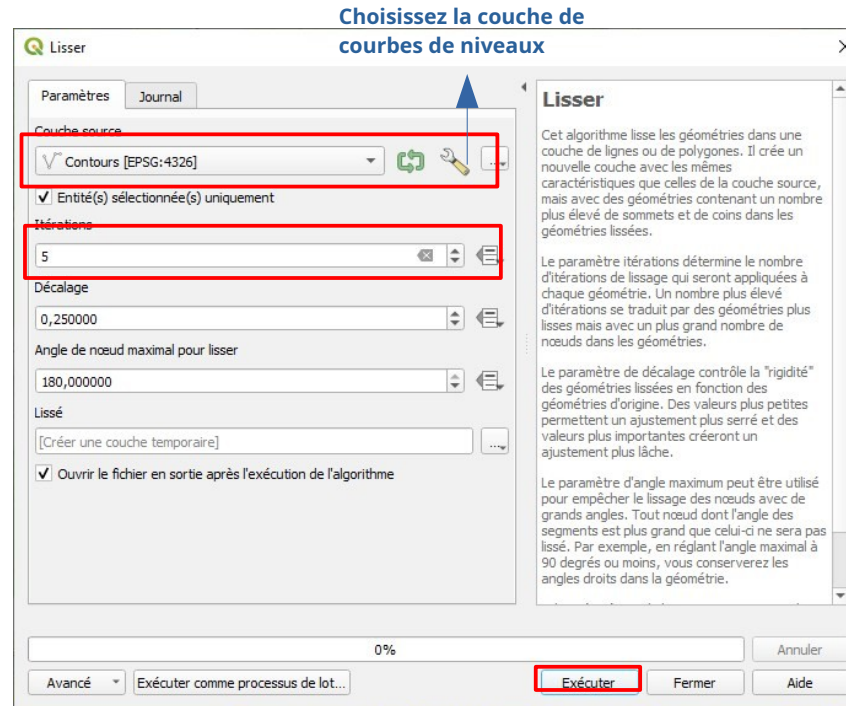 Choisissez la couche de
courbes de niveaux
Lisser
Paramètres
Journal
Couche source
Contours [EPSG:4326]
...
Entité(s) sélectionnée(s) uniquement
Itérations
5
Décalage
0,250000
Angle de nœud maximal pour lisser
180,000000
Lissé
[Créer une couche temporaire]
...
Ouvrir le fichier en sortie après l'exécution de l'algorithme
Lisser
Cet algorithme lisse les géométries dans une
couche de lignes ou de polygones. Il crée un
nouvelle couche avec les mêmes
caractéristiques que celles de la couche source,
mais avec des géométries contenant un nombre
plus élevé de sommets et de coins dans les
géométries lissées.
Le paramètre itérations détermine le nombre
d'itérations de lissage qui seront appliquées à
chaque géométrie. Un nombre plus élevé
d'itérations se traduit par des géométries plus
lisses mais avec un plus grand nombre de
nœuds dans les géométries.
Le paramètre de décalage contrôle la "rigidité"
des géométries lissées en fonction des
géométries d'origine. Des valeurs plus petites
permettent un ajustement plus serré et des
valeurs plus importantes créeront un
ajustement plus lâche.
Le paramètre d'angle maximum peut être utilisé
pour empêcher le lissage des nœuds avec de
grands angles. Tout nœud dont l'angle des
segments est plus grand que celui-ci ne sera pas
lissé. Par exemple, en réglant l'angle maximal à
90 degrés ou moins, vous conserverez les
angles droits dans la géométrie.
0%
Annuler
Avancé
Exécuter comme processus de lot...
Exécuter
Fermer
Aide